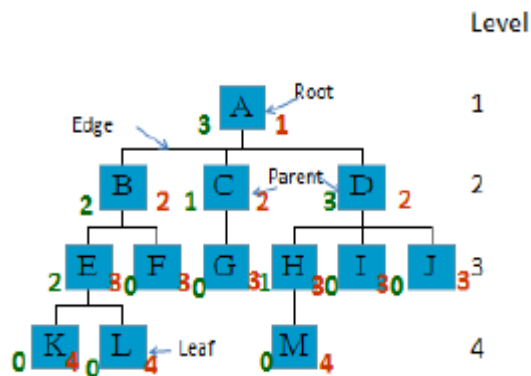 Level
A Root 1
3 1
Edge
B C Parent D 2
2 2 1 2 3 2
E F G H I J 3
2 3 0 3 0 3 1 3 0 3 0 3
K L Leaf M 4
0 4 0 4 0 4